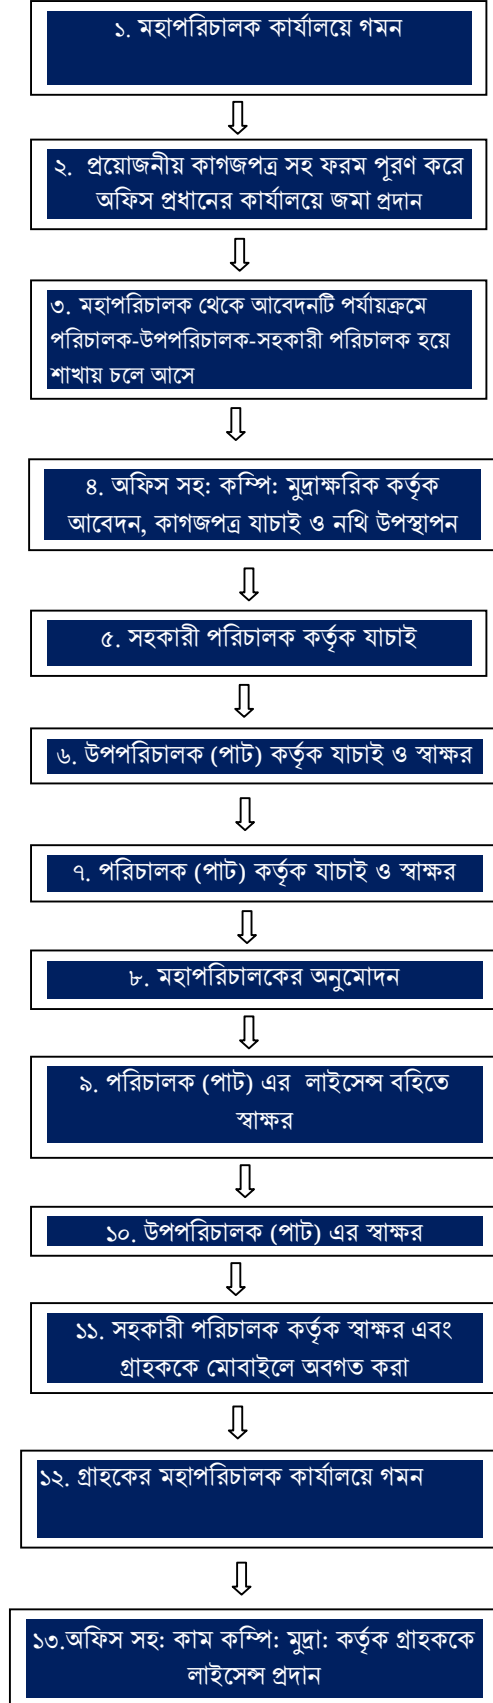 ১. মহাপরিচালক কার্যালয়ে গমন
২. প্রয়োজনীয় কাগজপত্র সহ ফরম পূরণ করে
অফিস প্রধানের কার্যালয়ে জমা প্রদান
৩. মহাপরিচালক থেকে আবেদনটি পর্যায়ক্রমে
পরিচালক-উপপরিচালক-সহকারী পরিচালক হয়ে
শাখায় চলে আসে
৪. অফিস সহ: কম্পি: মুদ্রাক্ষরিক কর্তৃক
আবেদন, কাগজপত্র যাচাই ও নথি উপস্থাপন
৫. সহকারী পরিচালক কর্তৃক যাচাই
৬. উপপরিচালক (পাট) কর্তৃক যাচাই ও স্বাক্ষর
৭. পরিচালক (পাট) কর্তৃক যাচাই ও স্বাক্ষর
৮. মহাপরিচালকের অনুমোদন
৯. পরিচালক (পাট) এর লাইসেন্স বহিতে
স্বাক্ষর
১০. উপপরিচালক (পাট) এর স্বাক্ষর
১১. সহকারী পরিচালক কর্তৃক স্বাক্ষর এবং
গ্রাহককে মোবাইলে অবগত করা
১২. গ্রাহকের মহাপরিচালক কার্যালয়ে গমন
১৩.অফিস সহ: কাম কম্পি: মুদ্রা: কর্তৃক গ্রাহককে
লাইসেন্স প্রদান